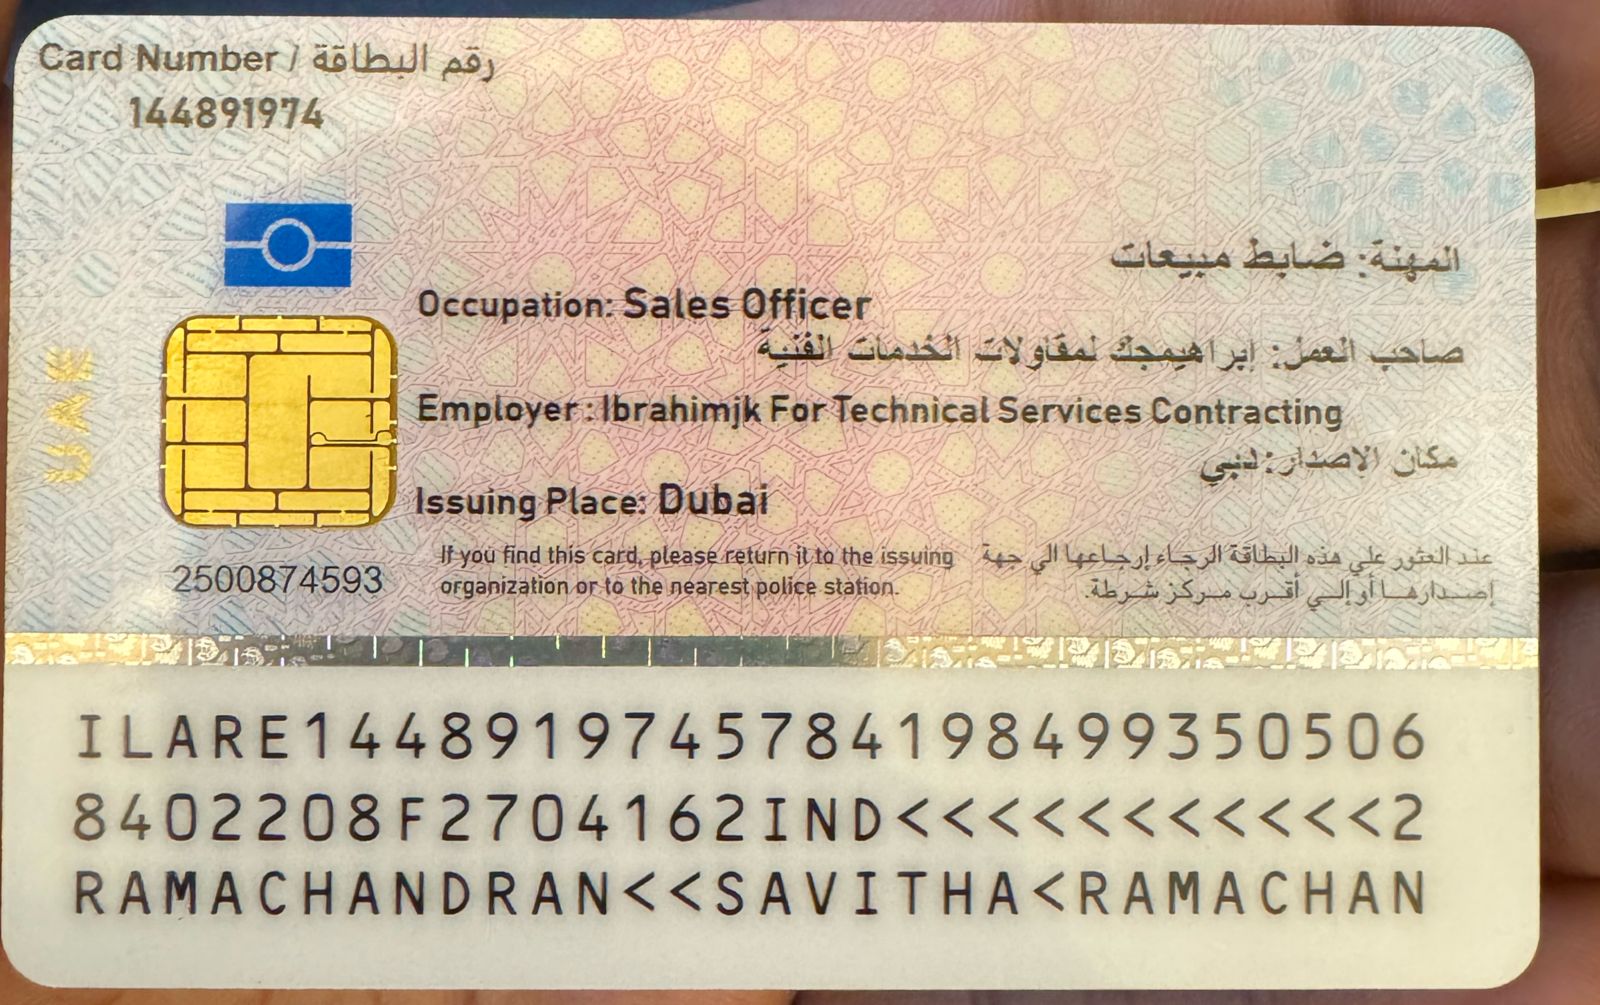 Card Number / رقم البطاقة
144891974
المهنة: ضابط مبيعات
Occupation: Sales Officer
صاحب العمل: إبراهيمجك لمقاولات الخدمات الفنية
Employer: Ibrahimjk For Technical Services Contracting
مكان الاصدار: دبي
Issuing Place: Dubai
UAE
2500874593
If you find this card, please return it to the issuing
organization or to the nearest police station.
عند العثور علي هذه البطاقة الرجاء إرجاعها الي جهة
إصدارها أو إلي أقرب مركز شرطة.
ILARE1448919745784198499350506
8402208F2704162IND<<<<<<<<<<<2
RAMACHANDRAN<<SAVITHA<RAMACHAN